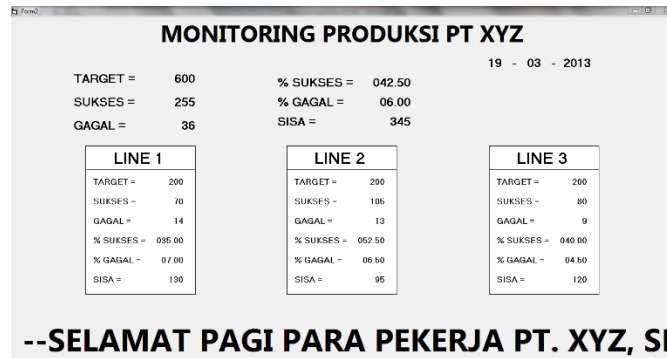 Form2
MONITORING PRODUKSI PT XYZ
19 - 03 - 2013
TARGET = 600
SUKSES = 255
GAGAL = 36
% SUKSES = 042.50
% GAGAL = 06.00
SISA = 345
LINE 1
TARGET = 200
SUKSES = 70
GAGAL = 14
% SUKSES = 035.00
% GAGAL = 07.00
SISA = 130
LINE 2
TARGET = 200
SUKSES = 105
GAGAL = 13
% SUKSES = 052.50
% GAGAL = 06.50
SISA = 95
LINE 3
TARGET = 200
SUKSES = 80
GAGAL = 9
% SUKSES = 040.00
% GAGAL = 04.50
SISA = 120
--SELAMAT PAGI PARA PEKERJA PT. XYZ,